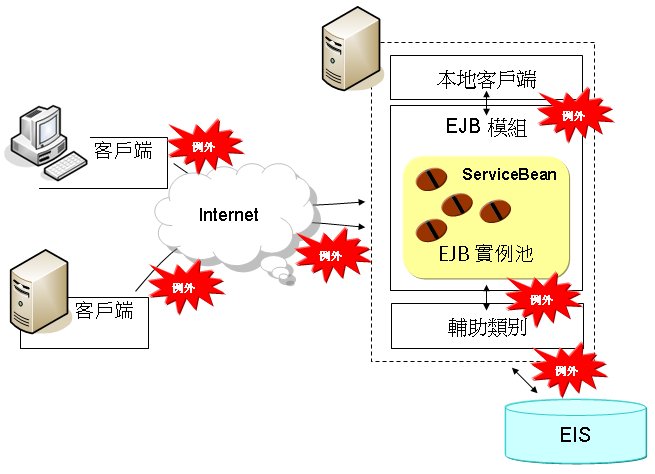 本地客戶端
例外
EJB 模組
客戶端
例外
ServiceBean
Internet
EJB 實例池
例外
例外
客戶端
例外
輔助類別
例外
EIS